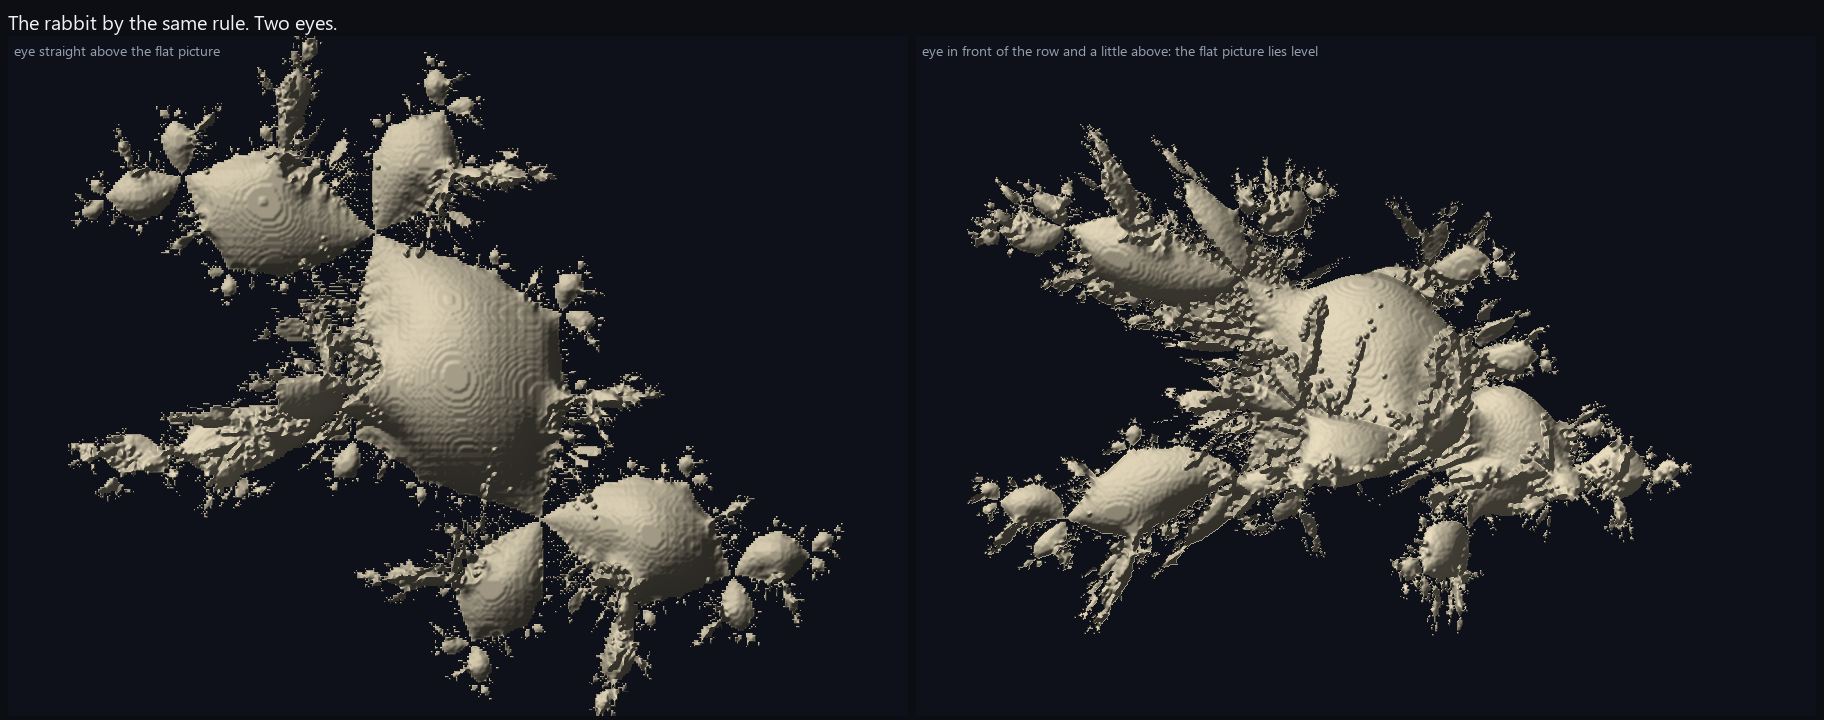 The rabbit by the same rule. Two eyes.
eye straight above the flat picture
eye in front of the row and a little above: the flat picture lies level